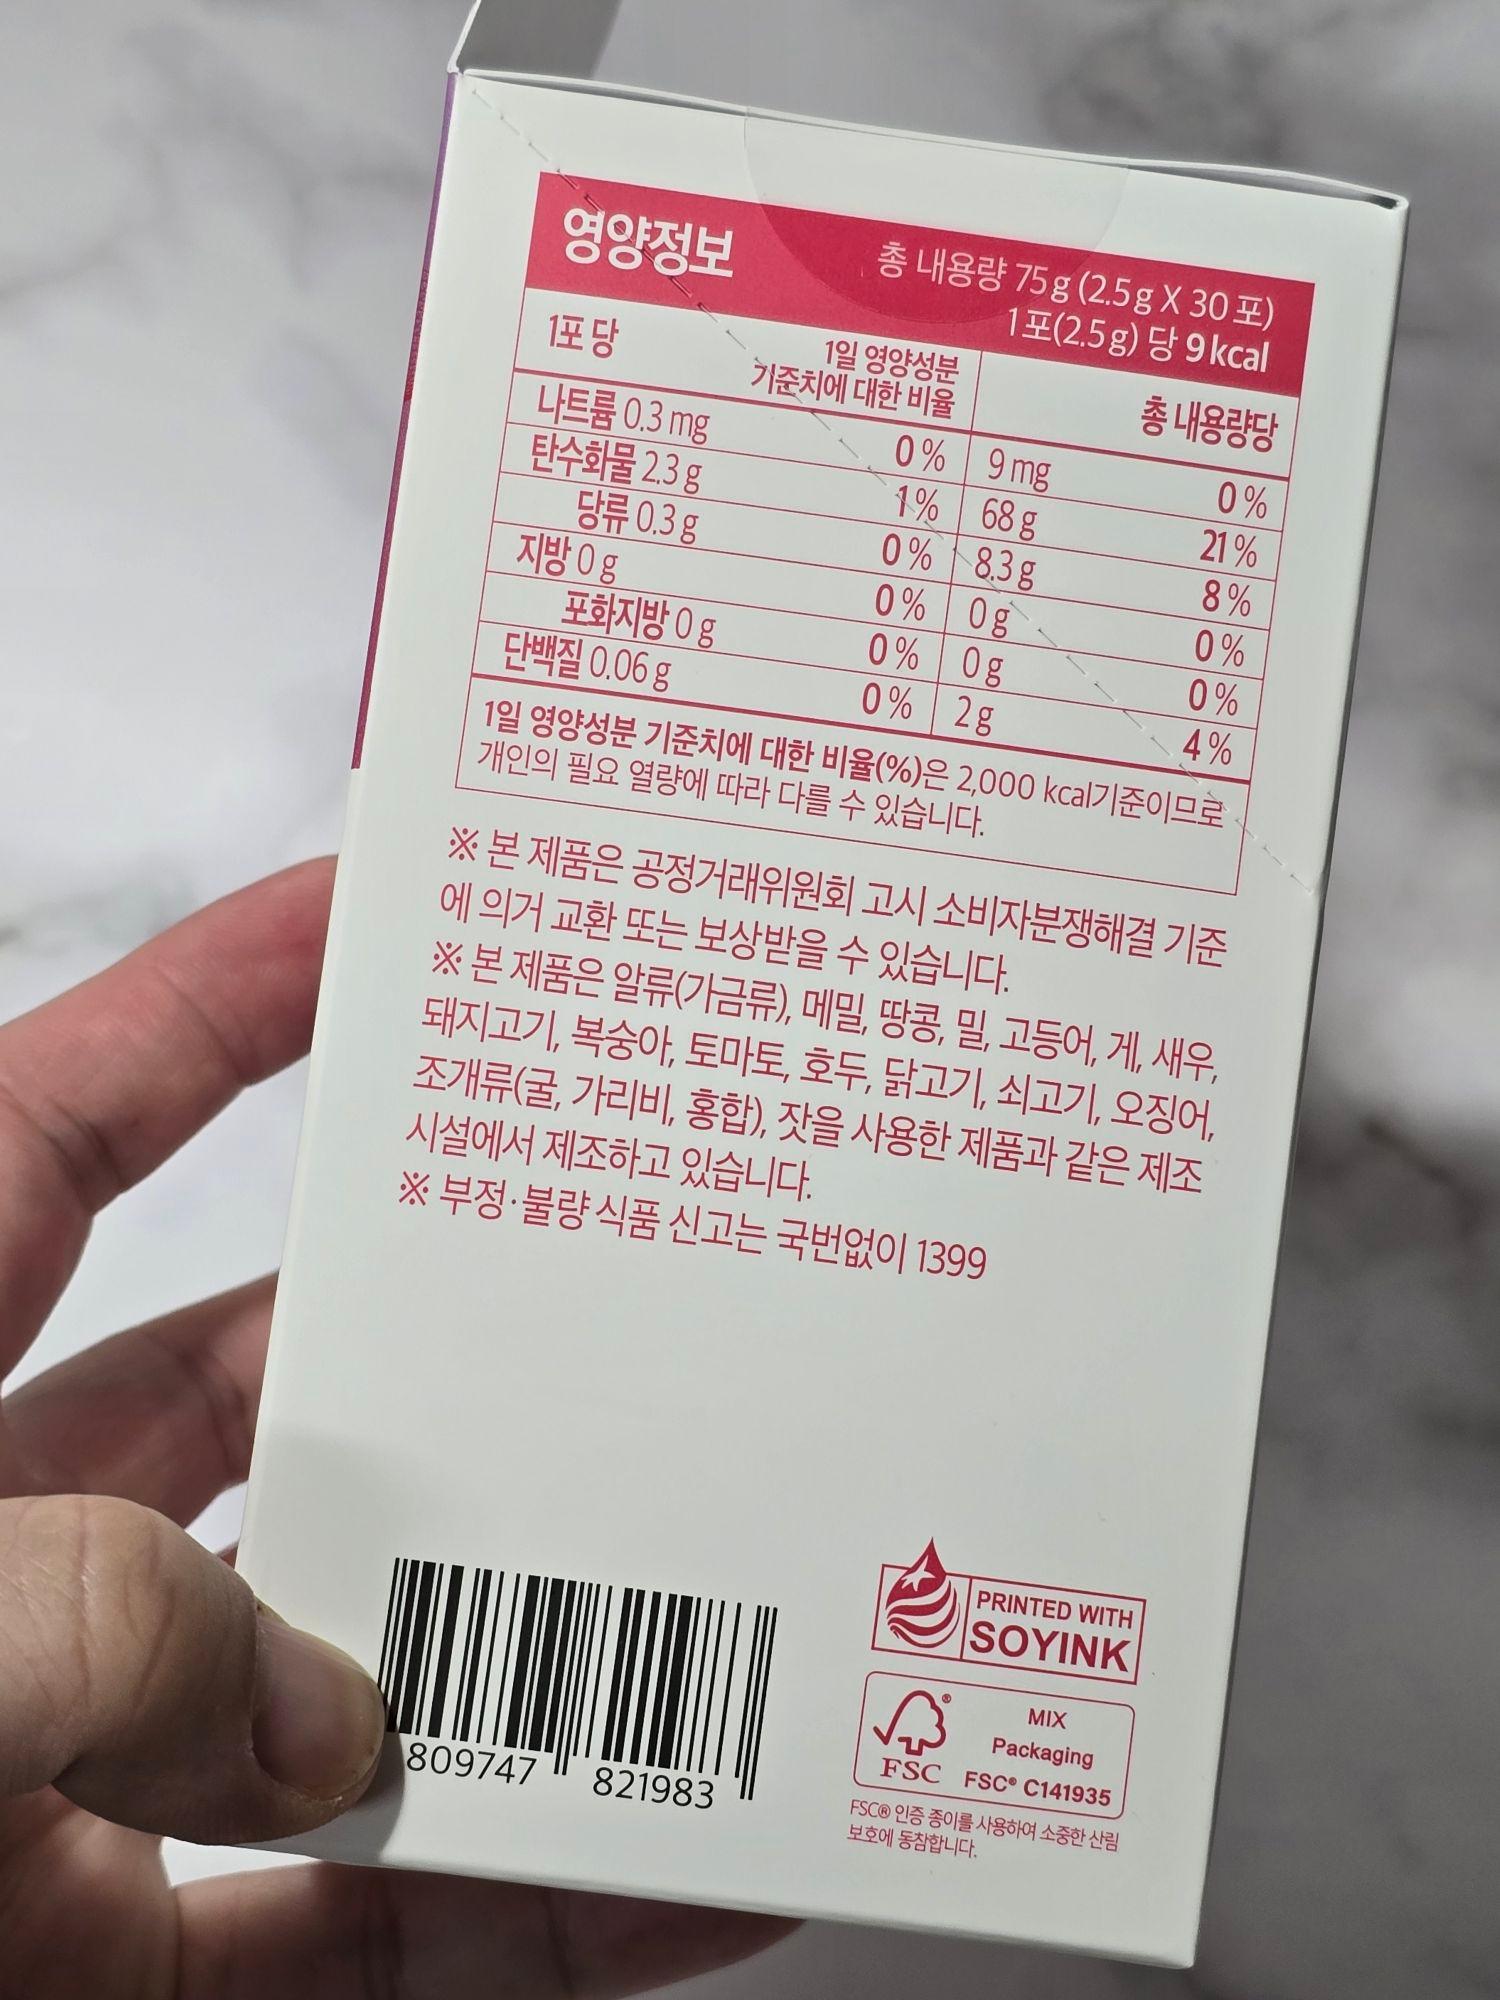 영양정보
총 내용량 75g (2.5g X 30 포)
1포(2.5g) 당 9 kcal
1포 당 1일 영양성분 기준치에 대한 비율 총 내용량당
나트륨 0.3 mg 0 % 9 mg 0 %
탄수화물 2.3 g 1 % 68 g 21 %
당류 0.3 g 0 % 8.3 g 8 %
지방 0 g 0 % 0 g 0 %
포화지방 0 g 0 % 0 g 0 %
단백질 0.06 g 0 % 2 g 4 %
1일 영양성분 기준치에 대한 비율(%)은 2,000 kcal기준이므로
개인의 필요 열량에 따라 다를 수 있습니다.
※ 본 제품은 공정거래위원회 고시 소비자분쟁해결 기준
에 의거 교환 또는 보상받을 수 있습니다.
※ 본 제품은 알류(가금류), 메밀, 땅콩, 밀, 고등어, 게, 새우,
돼지고기, 복숭아, 토마토, 호두, 닭고기, 쇠고기, 오징어,
조개류(굴, 가리비, 홍합), 잣을 사용한 제품과 같은 제조
시설에서 제조하고 있습니다.
※ 부정·불량 식품 신고는 국번없이 1399
PRINTED WITH
SOYINK
MIX
Packaging
FSC® C141935
FSC
809747 821983
FSC® 인증 종이를 사용하여 소중한 산림
보호에 동참합니다.